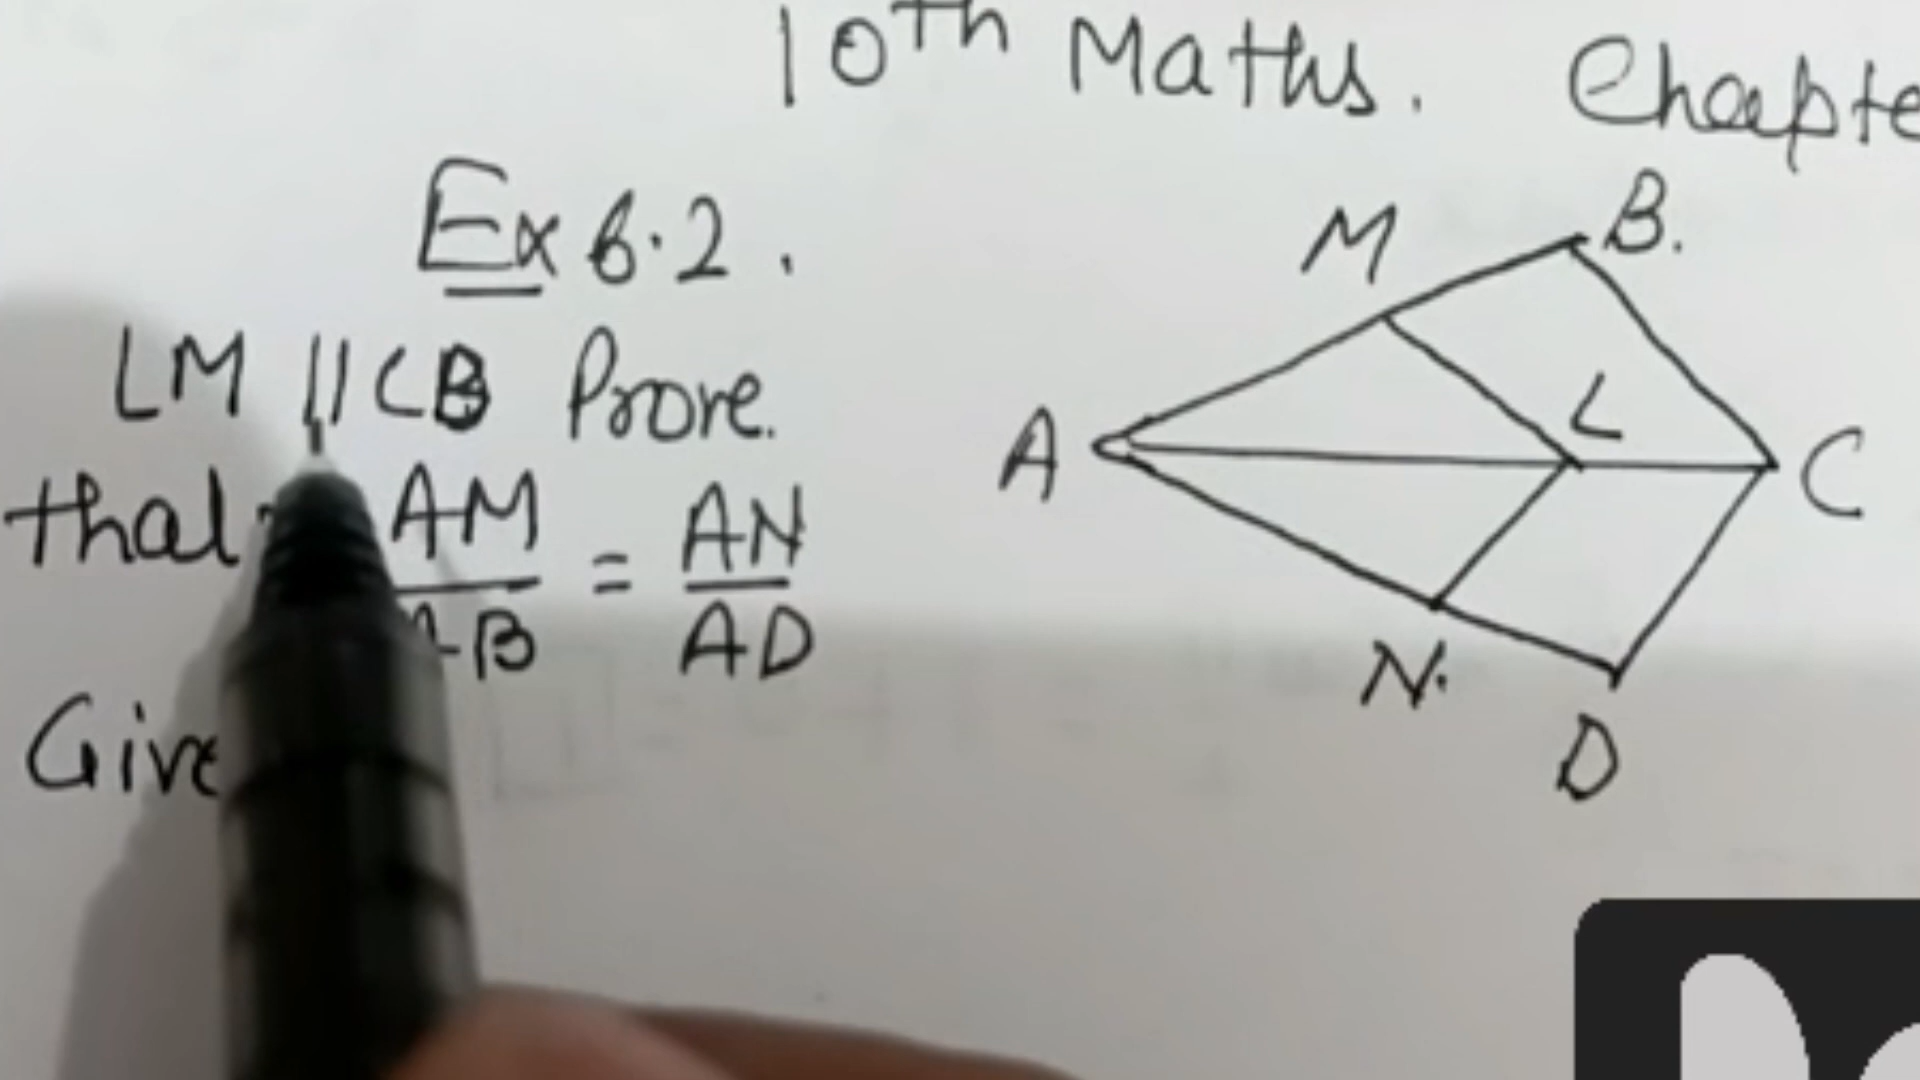 10th Maths. Chapte
Ex 6.2.
LM || CB Prove.
that AM/AB = AN/AD
Give
M
B.
L
A
C
N.
D